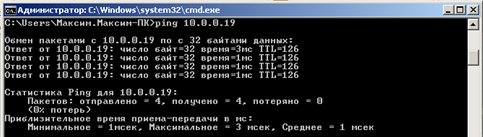 Администратор: C:\Windows\system32\cmd.exe
C:\Users\Максим.Максим-ПК>ping 10.0.0.19
Обмен пакетами с 10.0.0.19 по с 32 байтами данных:
Ответ от 10.0.0.19: число байт=32 время=3мс TTL=126
Ответ от 10.0.0.19: число байт=32 время=1мс TTL=126
Ответ от 10.0.0.19: число байт=32 время=1мс TTL=126
Ответ от 10.0.0.19: число байт=32 время=1мс TTL=126
Статистика Ping для 10.0.0.19:
Пакетов: отправлено = 4, получено = 4, потеряно = 0
(0% потерь)
Приблизительное время приема-передачи в мс:
Минимальное = 1мсек, Максимальное = 3 мсек, Среднее = 1 мсек